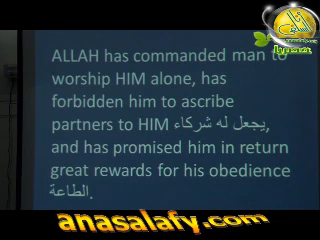 ALLAH has commanded man to
worship HIM alone, has
forbidden him to ascribe
partners to HIM يجعل له شركاء,
and has promised him in return
great rewards for his obedience
الطاعة.
anasalafy.com